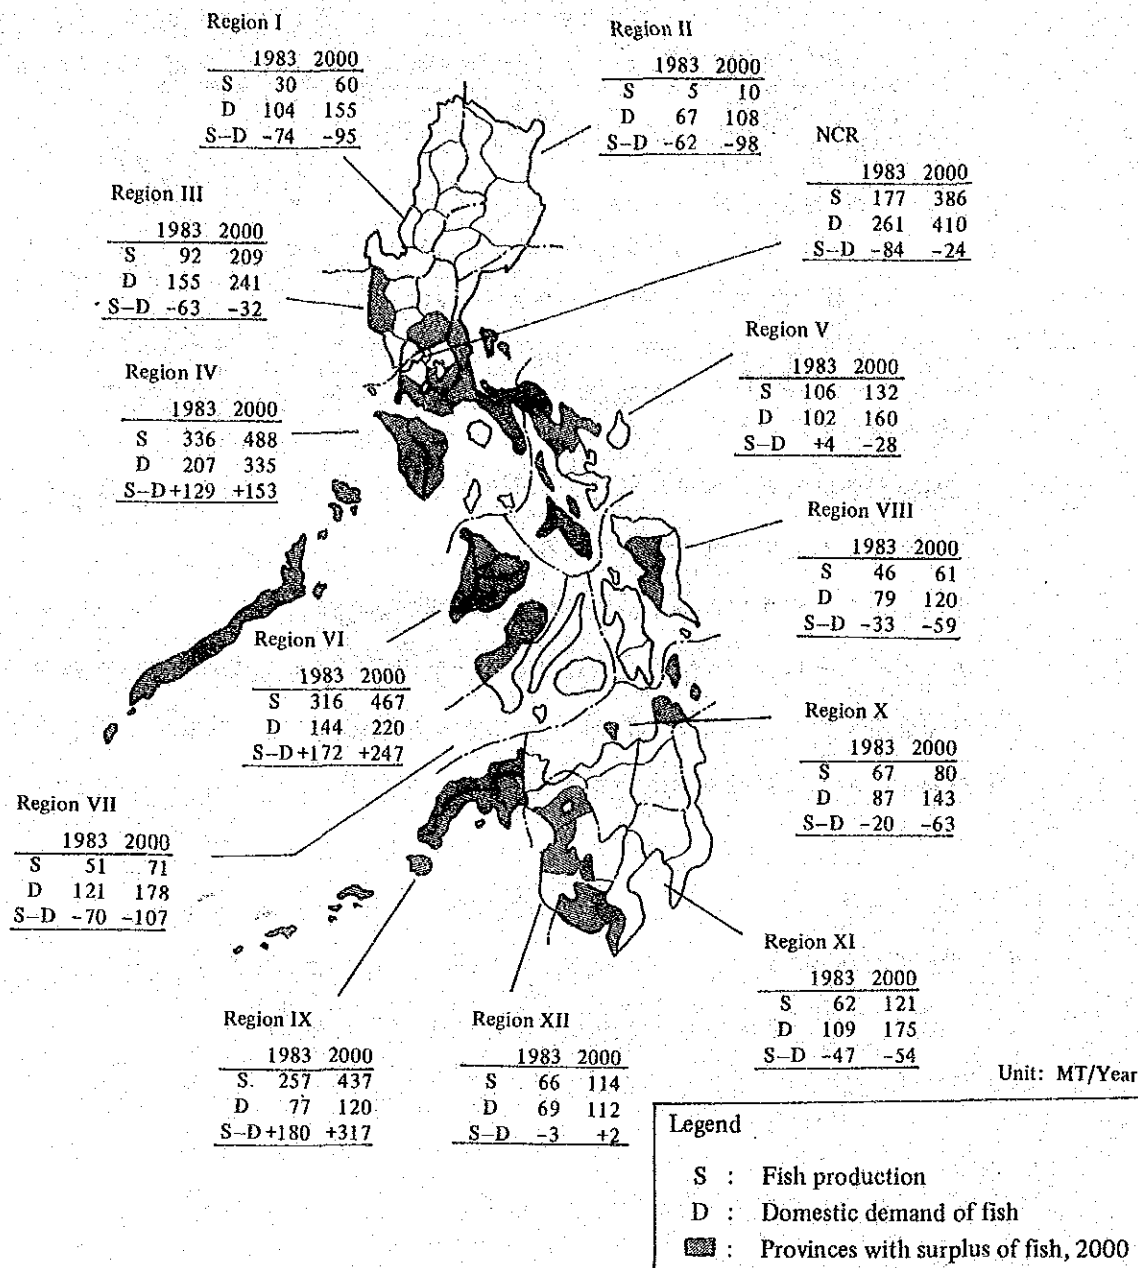 Region I
1983 2000
S 30 60
D 104 155
S–D -74 -95
Region II
1983 2000
S 5 10
D 67 108
S–D -62 -98
NCR
1983 2000
S 177 386
D 261 410
S–D -84 -24
Region III
1983 2000
S 92 209
D 155 241
S–D -63 -32
Region V
1983 2000
S 106 132
D 102 160
S–D +4 -28
Region IV
1983 2000
S 336 488
D 207 335
S–D +129 +153
Region VIII
1983 2000
S 46 61
D 79 120
S–D -33 -59
Region VI
1983 2000
S 316 467
D 144 220
S–D +172 +247
Region X
1983 2000
S 67 80
D 87 143
S–D -20 -63
Region VII
1983 2000
S 51 71
D 121 178
S–D -70 -107
Region XI
1983 2000
S 62 121
D 109 175
S–D -47 -54
Region IX
1983 2000
S. 257 437
D 77 120
S–D +180 +317
Region XII
1983 2000
S 66 114
D 69 112
S–D -3 +2
Unit: MT/Year
Legend
S : Fish production
D : Domestic demand of fish
: Provinces with surplus of fish, 2000